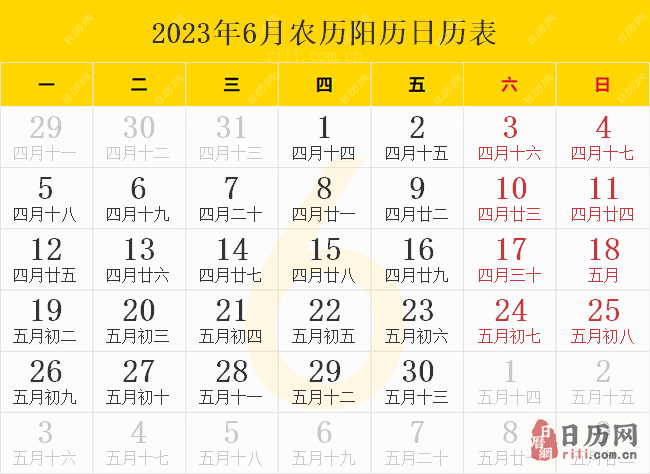 2023年6月农历阳历日历表
一 二 三 四 五 六 日
29 30 31 1 2 3 4
四月十一 四月十二 四月十三 四月十四 四月十五 四月十六 四月十七
5 6 7 8 9 10 11
四月十八 四月十九 四月二十 四月廿一 四月廿二 四月廿三 四月廿四
12 13 14 15 16 17 18
四月廿五 四月廿六 四月廿七 四月廿八 四月廿九 四月三十 五月
19 20 21 22 23 24 25
五月初二 五月初三 五月初四 五月初五 五月初六 五月初七 五月初八
26 27 28 29 30 1 2
五月初九 五月初十 五月十一 五月十二 五月十三 五月十四 五月十五
3 4 5 6 7 8 9
五月十六 五月十七 五月十八 五月十九 五月二十
6
日曆網
日历网
rili.com.cn